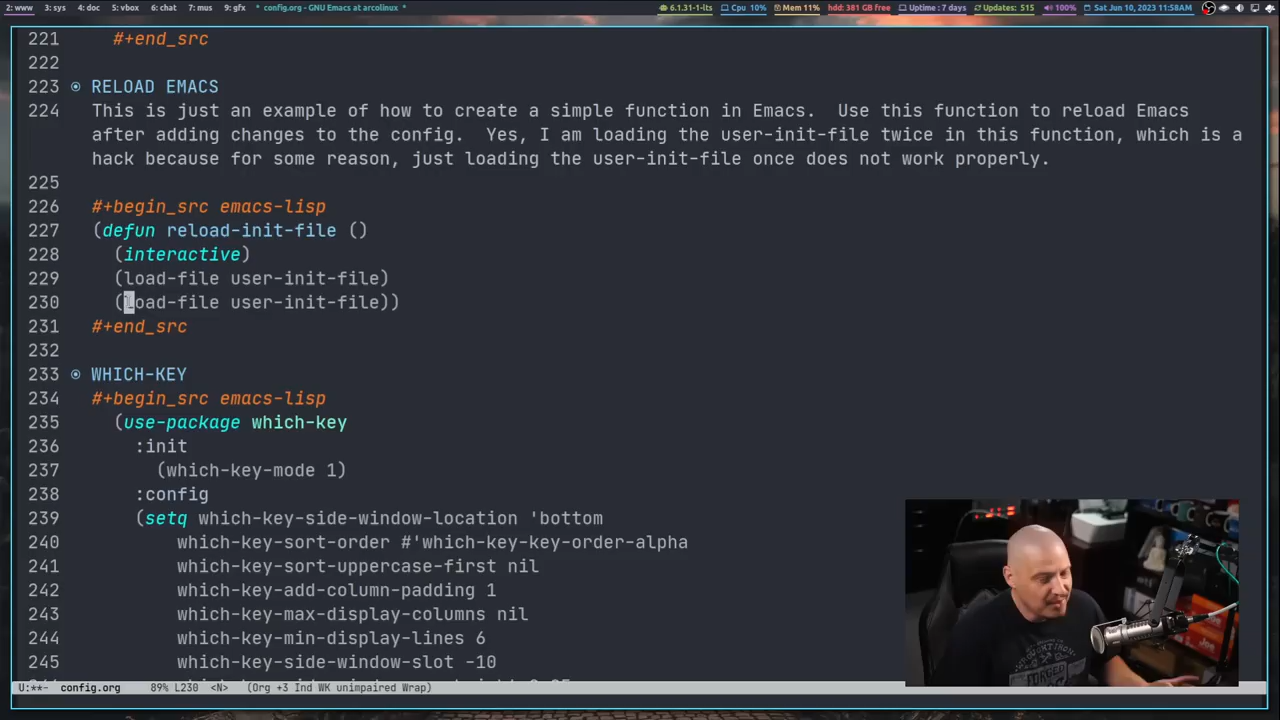 2: www 3: sys 4: doc 5: vbox 6: chat 7: mus 9: gfx * config.org - GNU Emacs at arcolinux * 6.1.31-1-lts Cpu 10% Mem 11% hdd: 381 GB free Uptime : 7 days Updates: 515 100% Sat Jun 10, 2023 11:58AM
221 #+end_src
222
223 RELOAD EMACS
224 This is just an example of how to create a simple function in Emacs.  Use this function to reload Emacs
after adding changes to the config.  Yes, I am loading the user-init-file twice in this function, which is a
hack because for some reason, just loading the user-init-file once does not work properly.
225
226 #+begin_src emacs-lisp
227 (defun reload-init-file ()
228 (interactive)
229 (load-file user-init-file)
230 (load-file user-init-file))
231 #+end_src
232
233 WHICH-KEY
234 #+begin_src emacs-lisp
235 (use-package which-key
236 :init
237 (which-key-mode 1)
238 :config
239 (setq which-key-side-window-location 'bottom
240 which-key-sort-order #'which-key-key-order-alpha
241 which-key-sort-uppercase-first nil
242 which-key-add-column-padding 1
243 which-key-max-display-columns nil
244 which-key-min-display-lines 6
245 which-key-side-window-slot -10
U:**- config.org 89% L230 <N> (Org +3 Ind WK unimpaired Wrap)